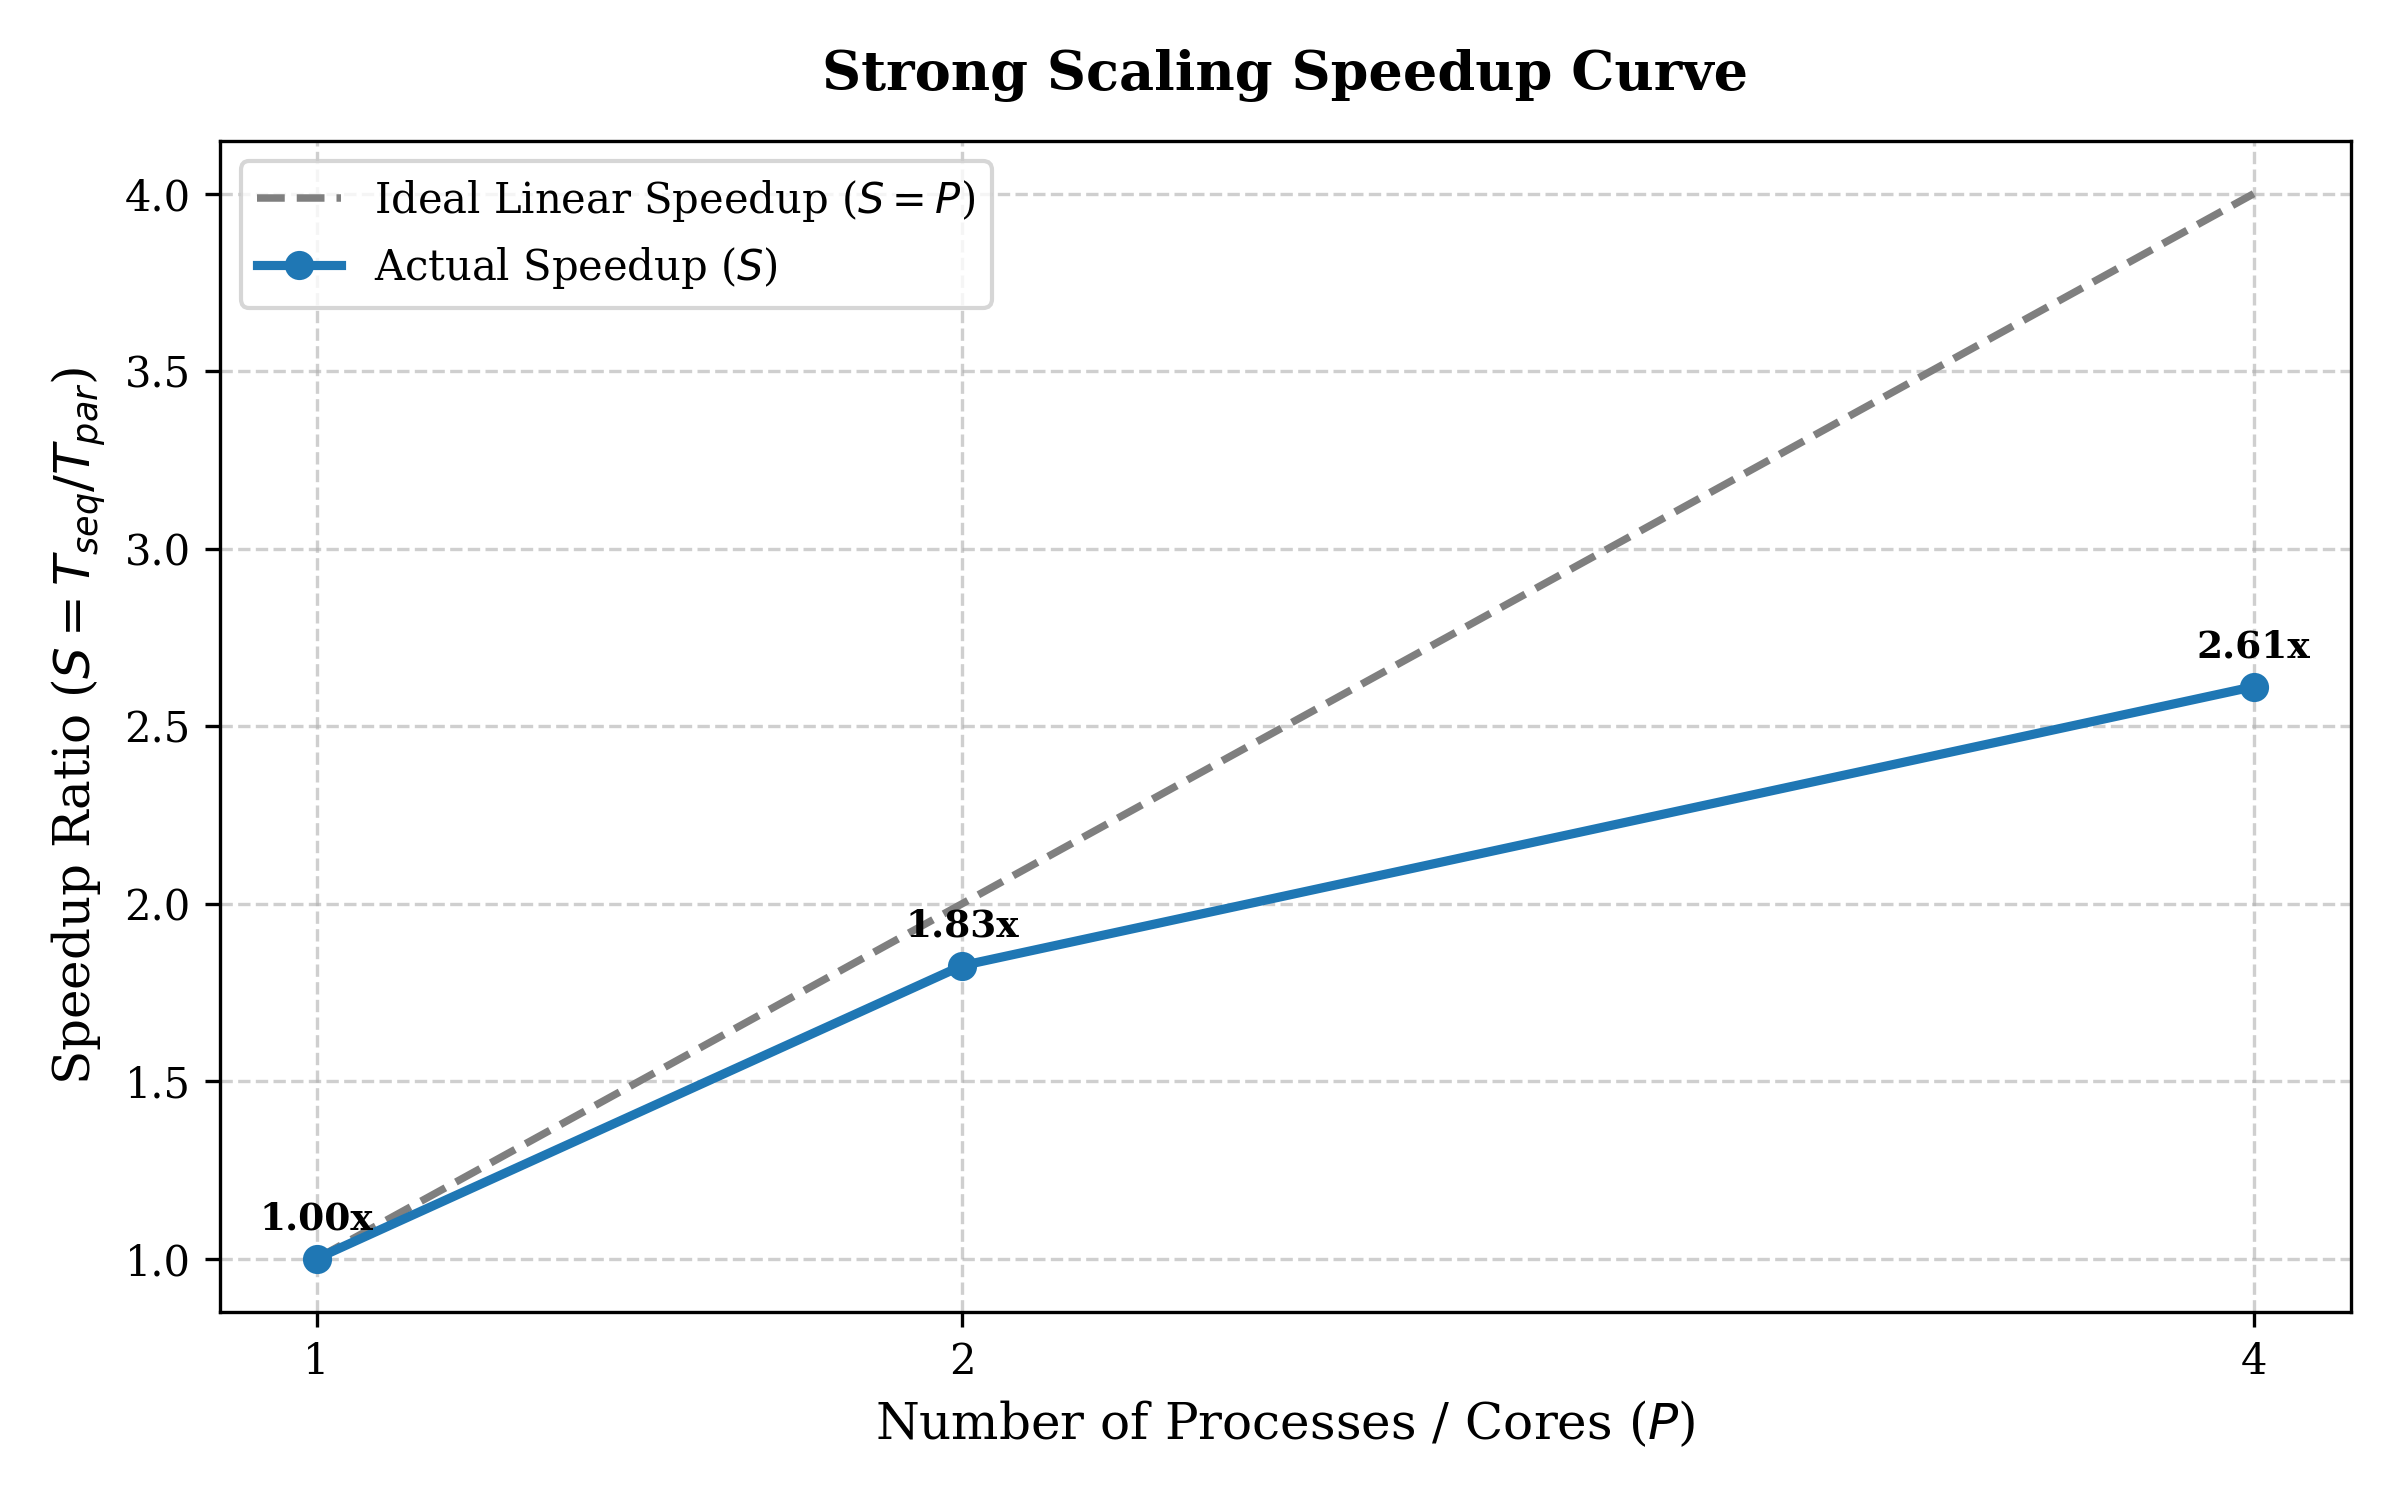 Strong Scaling Speedup Curve
Ideal Linear Speedup (S = P)
Actual Speedup (S)
Speedup Ratio (S = T_seq/T_par)
4.0
3.5
3.0
2.5
2.0
1.5
1.0
1.00x
1.83x
2.61x
1
2
4
Number of Processes / Cores (P)